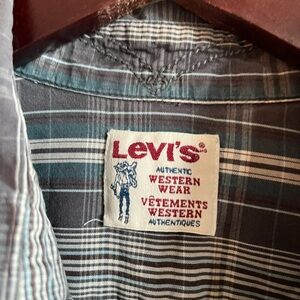 Levi's
AUTHENTIC
WESTERN
WEAR
VÊTEMENTS
WESTERN
AUTHENTIQUES